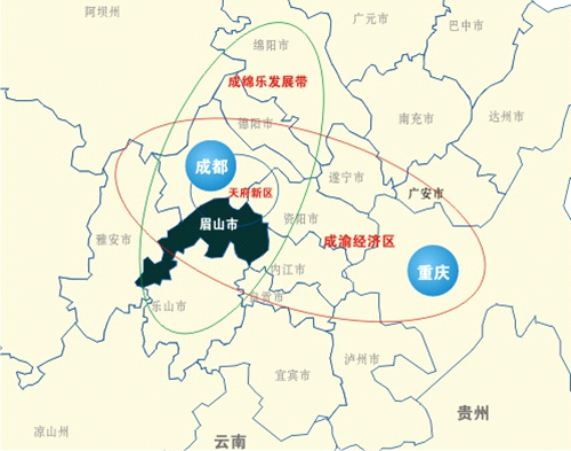 阿坝州
广元市
巴中市
绵阳市
成绵乐发展带
达州市
南充市
德阳市
成都
遂宁市
天府新区
广安市
眉山市
资阳市
雅安市
成渝经济区
内江市
重庆
自贡市
乐山市
泸州市
宜宾市
贵州
凉山州
云南